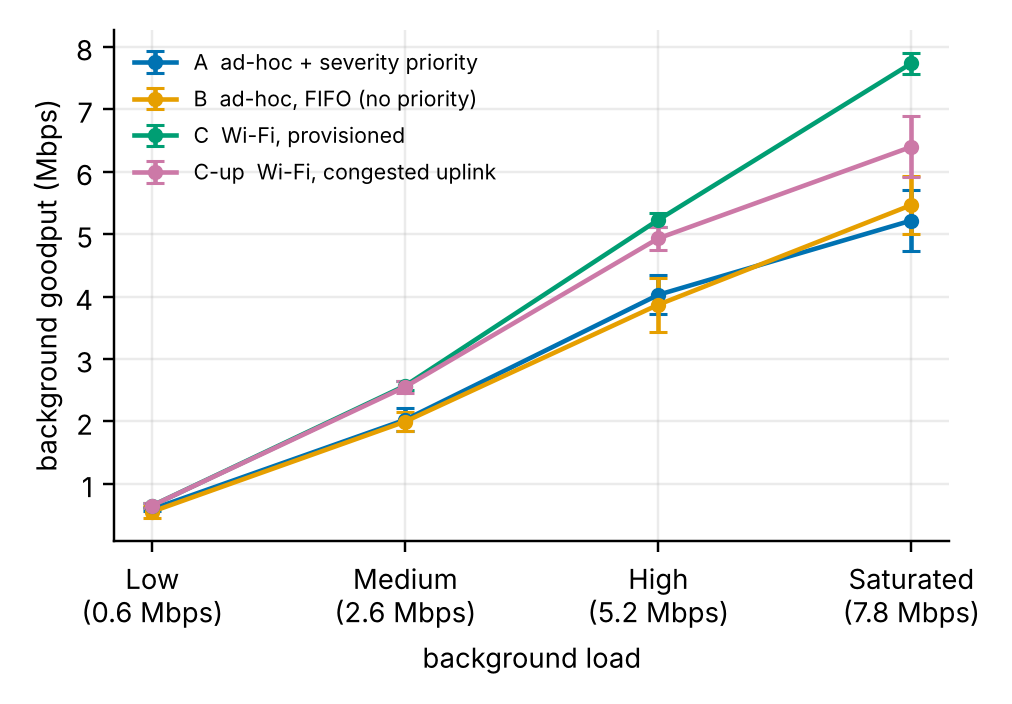 background goodput (Mbps)
8
7
6
5
4
3
2
1
A ad-hoc + severity priority
B ad-hoc, FIFO (no priority)
C Wi-Fi, provisioned
C-up Wi-Fi, congested uplink
Low
(0.6 Mbps)
Medium
(2.6 Mbps)
High
(5.2 Mbps)
Saturated
(7.8 Mbps)
background load